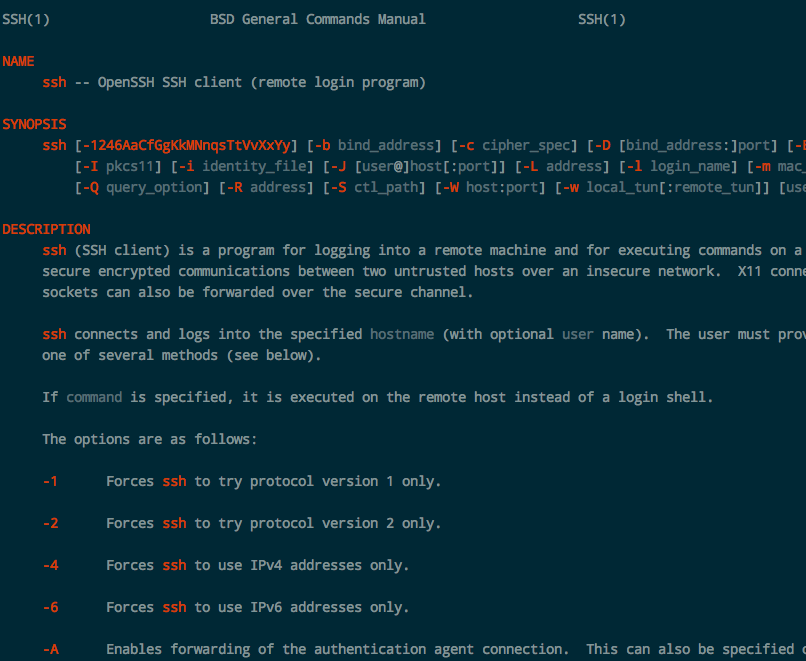 SSH(1) BSD General Commands Manual SSH(1)
NAME
ssh -- OpenSSH SSH client (remote login program)
SYNOPSIS
ssh [-1246AaCfGgKkMNnqsTtVvXxYy] [-b bind_address] [-c cipher_spec] [-D [bind_address:]port] [-E
[-I pkcs11] [-i identity_file] [-J [user@]host[:port]] [-L address] [-l login_name] [-m mac_
[-Q query_option] [-R address] [-S ctl_path] [-W host:port] [-w local_tun[:remote_tun]] [use
DESCRIPTION
ssh (SSH client) is a program for logging into a remote machine and for executing commands on a
secure encrypted communications between two untrusted hosts over an insecure network. X11 conne
sockets can also be forwarded over the secure channel.
ssh connects and logs into the specified hostname (with optional user name). The user must prov
one of several methods (see below).
If command is specified, it is executed on the remote host instead of a login shell.
The options are as follows:
-1 Forces ssh to try protocol version 1 only.
-2 Forces ssh to try protocol version 2 only.
-4 Forces ssh to use IPv4 addresses only.
-6 Forces ssh to use IPv6 addresses only.
-A Enables forwarding of the authentication agent connection. This can also be specified o